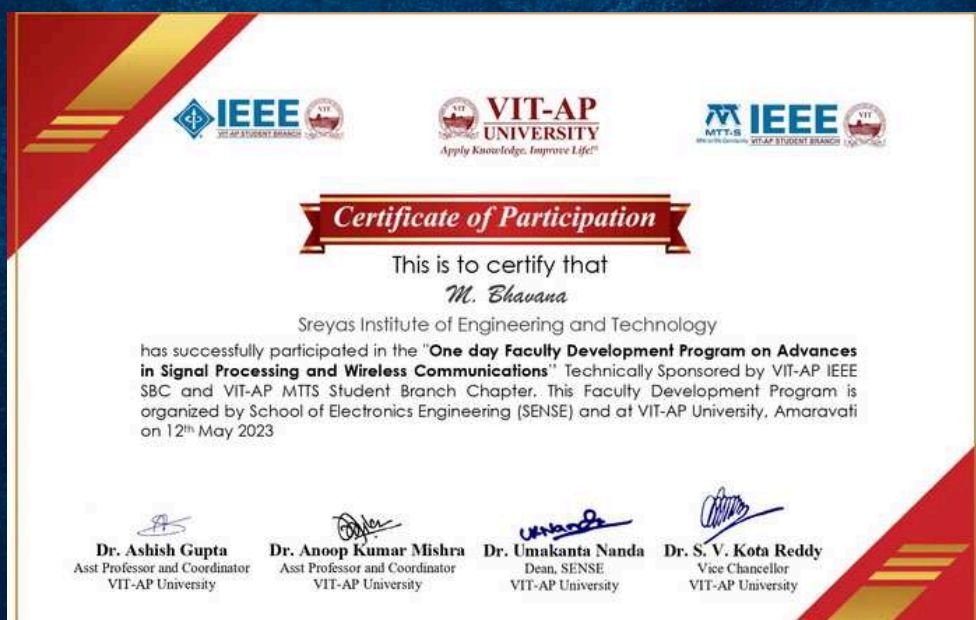 IEEE
VIT-AP STUDENT BRANCH
VIT
VIT
VIT-AP
UNIVERSITY
Apply Knowledge, Improve Life!®
MTT-S
IEEE
VIT-AP STUDENT BRANCH
VIT
Certificate of Participation
This is to certify that
M. Bhavana
Sreyas Institute of Engineering and Technology
has successfully participated in the "One day Faculty Development Program on Advances
in Signal Processing and Wireless Communications" Technically Sponsored by VIT-AP IEEE
SBC and VIT-AP MTTS Student Branch Chapter. This Faculty Development Program is
organized by School of Electronics Engineering (SENSE) and at VIT-AP University, Amaravati
on 12th May 2023
UKNanda
Dr. Ashish Gupta
Asst Professor and Coordinator
VIT-AP University
Dr. Anoop Kumar Mishra
Asst Professor and Coordinator
VIT-AP University
Dr. Umakanta Nanda
Dean, SENSE
VIT-AP University
Dr. S. V. Kota Reddy
Vice Chancellor
VIT-AP University